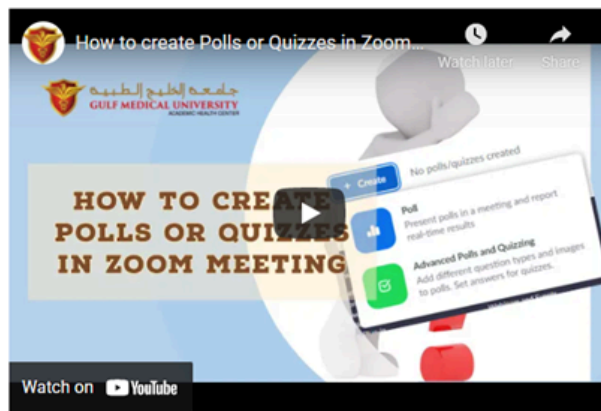 How to create Polls or Quizzes in Zoom...
Watch later
Share
جامعة الخليج الطبية
GULF MEDICAL UNIVERSITY
ACADEMIC HEALTH CENTER
HOW TO CREATE
POLLS OR QUIZZES
IN ZOOM MEETING
+ Create
No polls/quizzes created
Poll
Present polls in a meeting and report
real-time results
Advanced Polls and Quizzing
Add different question types and images
to polls. Set answers for quizzes.
Watch on YouTube